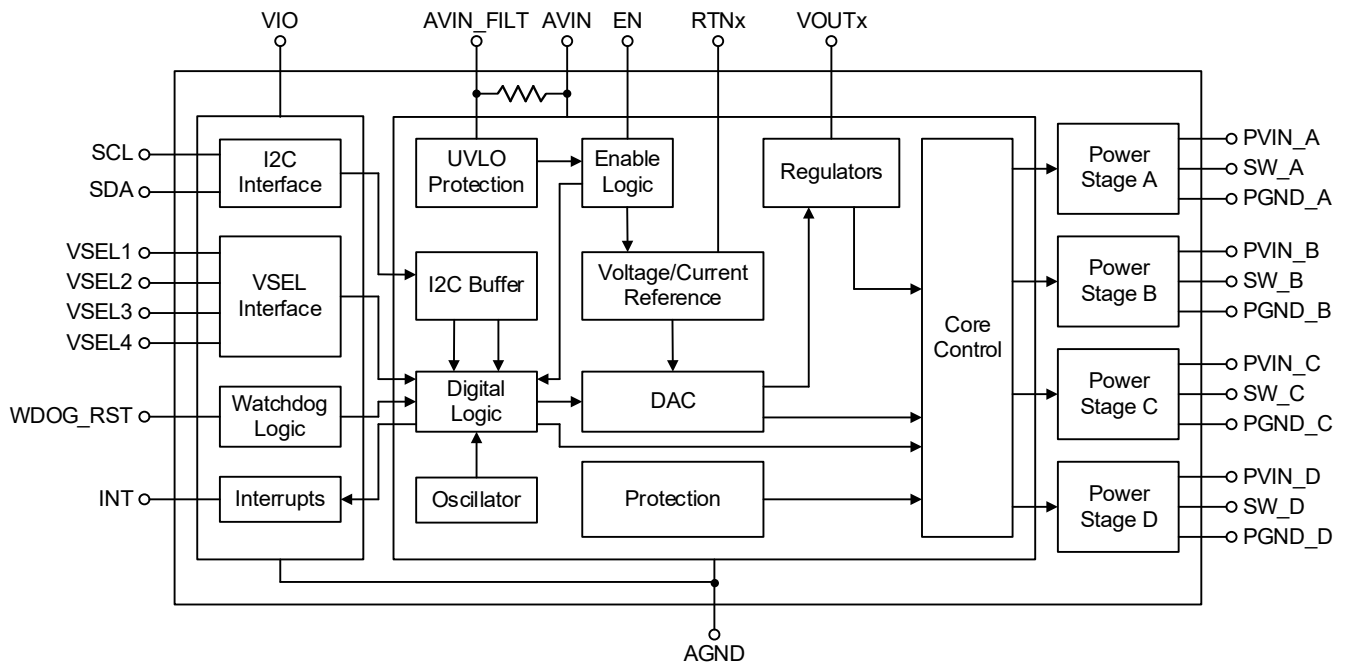 VIO
AVIN_FILT
AVIN
EN
RTNx
VOUTx
SCL
SDA
VSEL1
VSEL2
VSEL3
VSEL4
WDOG_RST
INT
I2C
Interface
VSEL
Interface
Watchdog
Logic
Interrupts
UVLO
Protection
Enable
Logic
Regulators
I2C Buffer
Voltage/Current
Reference
Digital
Logic
DAC
Oscillator
Protection
Core
Control
Power
Stage A
Power
Stage B
Power
Stage C
Power
Stage D
PVIN_A
SW_A
PGND_A
PVIN_B
SW_B
PGND_B
PVIN_C
SW_C
PGND_C
PVIN_D
SW_D
PGND_D
AGND